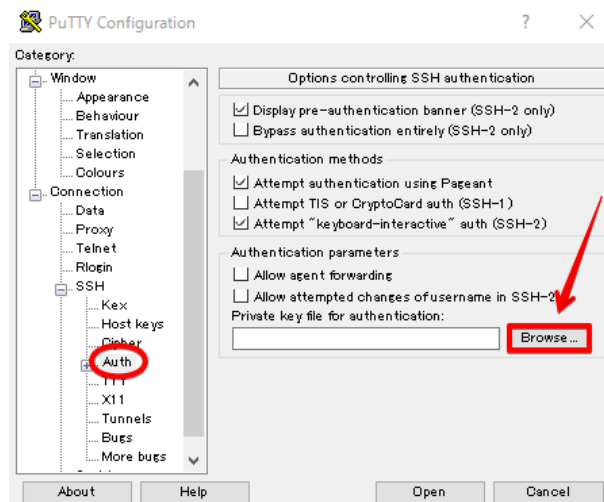 PuTTY Configuration
?
Category:
Window
Appearance
Behaviour
Translation
Selection
Colours
Connection
Data
Proxy
Telnet
Rlogin
SSH
Kex
Host keys
Cipher
Auth
TTY
X11
Tunnels
Bugs
More bugs
Options controlling SSH authentication
Display pre-authentication banner (SSH-2 only)
Bypass authentication entirely (SSH-2 only)
Authentication methods
Attempt authentication using Pageant
Attempt TIS or CryptoCard auth (SSH-1)
Attempt "keyboard-interactive" auth (SSH-2)
Authentication parameters
Allow agent forwarding
Allow attempted changes of username in SSH-2
Private key file for authentication:
Browse...
About
Help
Open
Cancel